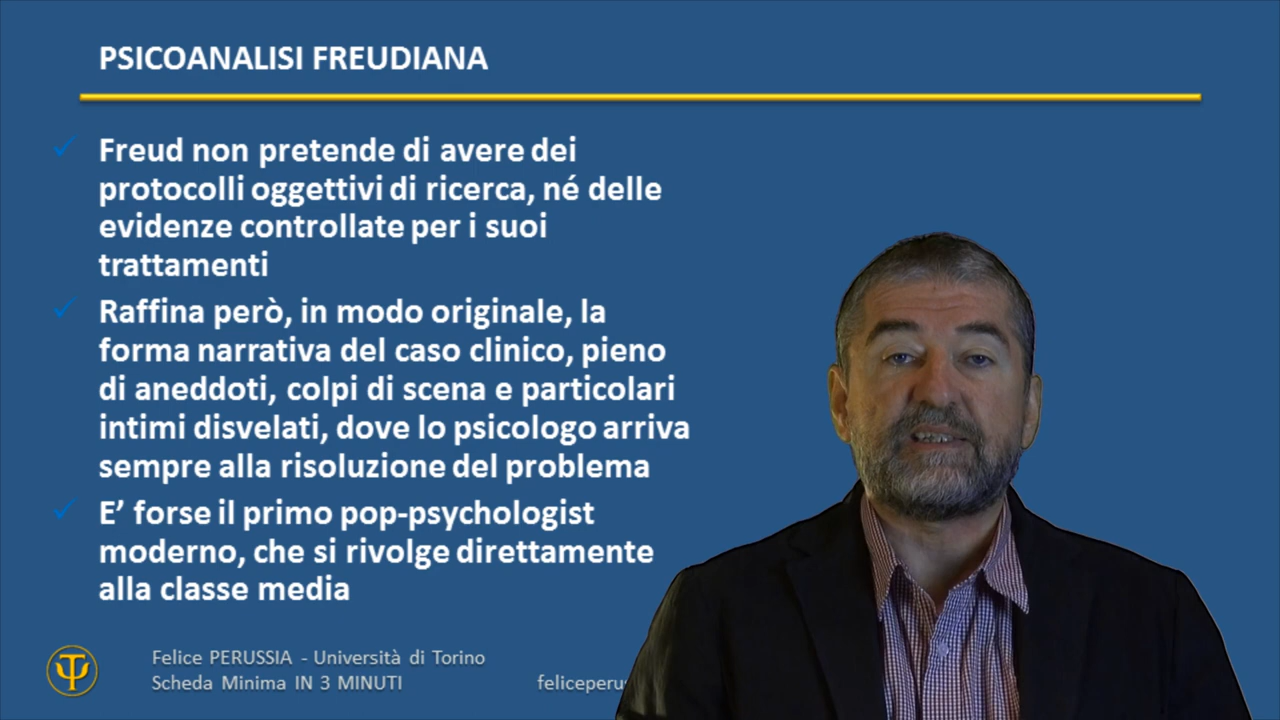 PSICOANALISI FREUDIANA
Freud non pretende di avere dei
protocolli oggettivi di ricerca, né delle
evidenze controllate per i suoi
trattamenti
Raffina però, in modo originale, la
forma narrativa del caso clinico, pieno
di aneddoti, colpi di scena e particolari
intimi disvelati, dove lo psicologo arriva
sempre alla risoluzione del problema
E' forse il primo pop-psychologist
moderno, che si rivolge direttamente
alla classe media
Felice PERUSSIA - Università di Torino
Scheda Minima IN 3 MINUTI